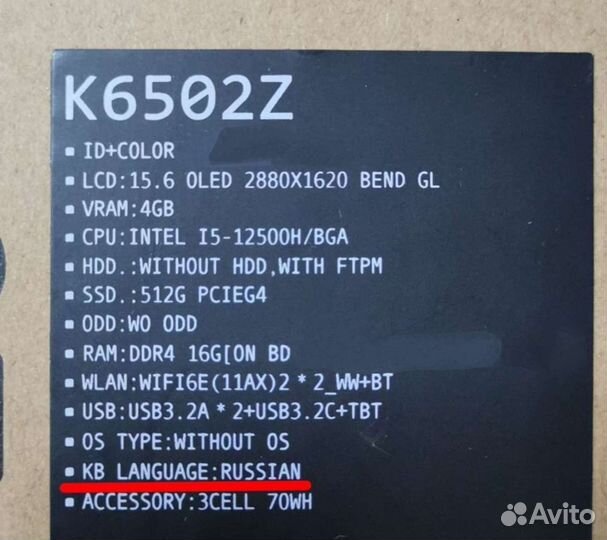 K6502Z
▪ ID+COLOR
▪ LCD:15.6 OLED 2880X1620 BEND GL
▪ VRAM:4GB
▪ CPU:INTEL I5-12500H/BGA
▪ HDD.:WITHOUT HDD,WITH FTPM
▪ SSD.:512G PCIEG4
▪ ODD:WO ODD
▪ RAM:DDR4 16G[ON BD
▪ WLAN:WIFI6E(11AX)2*2_WW+BT
▪ USB:USB3.2A*2+USB3.2C+TBT
▪ OS TYPE:WITHOUT OS
▪ KB LANGUAGE:RUSSIAN
▪ ACCESSORY:3CELL 70WH
Avito